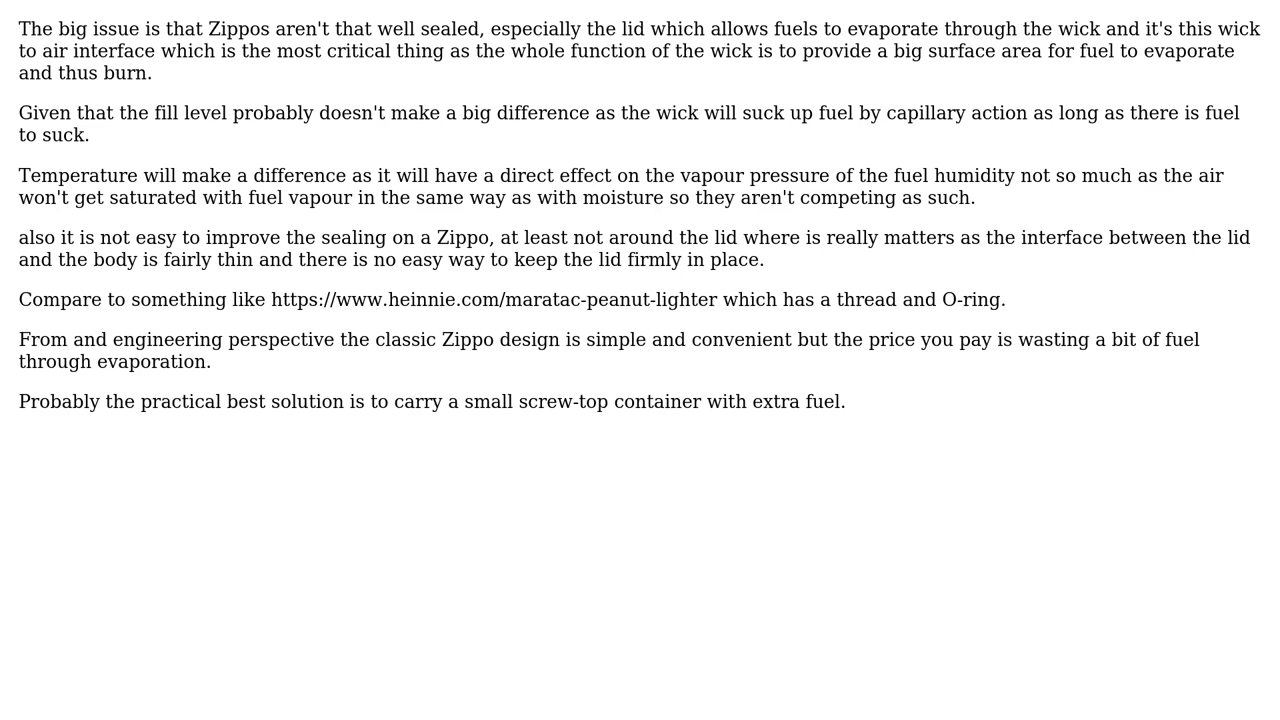 The big issue is that Zippos aren't that well sealed, especially the lid which allows fuels to evaporate through the wick and it's this wick
to air interface which is the most critical thing as the whole function of the wick is to provide a big surface area for fuel to evaporate
and thus burn.
Given that the fill level probably doesn't make a big difference as the wick will suck up fuel by capillary action as long as there is fuel
to suck.
Temperature will make a difference as it will have a direct effect on the vapour pressure of the fuel humidity not so much as the air
won't get saturated with fuel vapour in the same way as with moisture so they aren't competing as such.
also it is not easy to improve the sealing on a Zippo, at least not around the lid where is really matters as the interface between the lid
and the body is fairly thin and there is no easy way to keep the lid firmly in place.
Compare to something like https://www.heinnie.com/maratac-peanut-lighter which has a thread and O-ring.
From and engineering perspective the classic Zippo design is simple and convenient but the price you pay is wasting a bit of fuel
through evaporation.
Probably the practical best solution is to carry a small screw-top container with extra fuel.